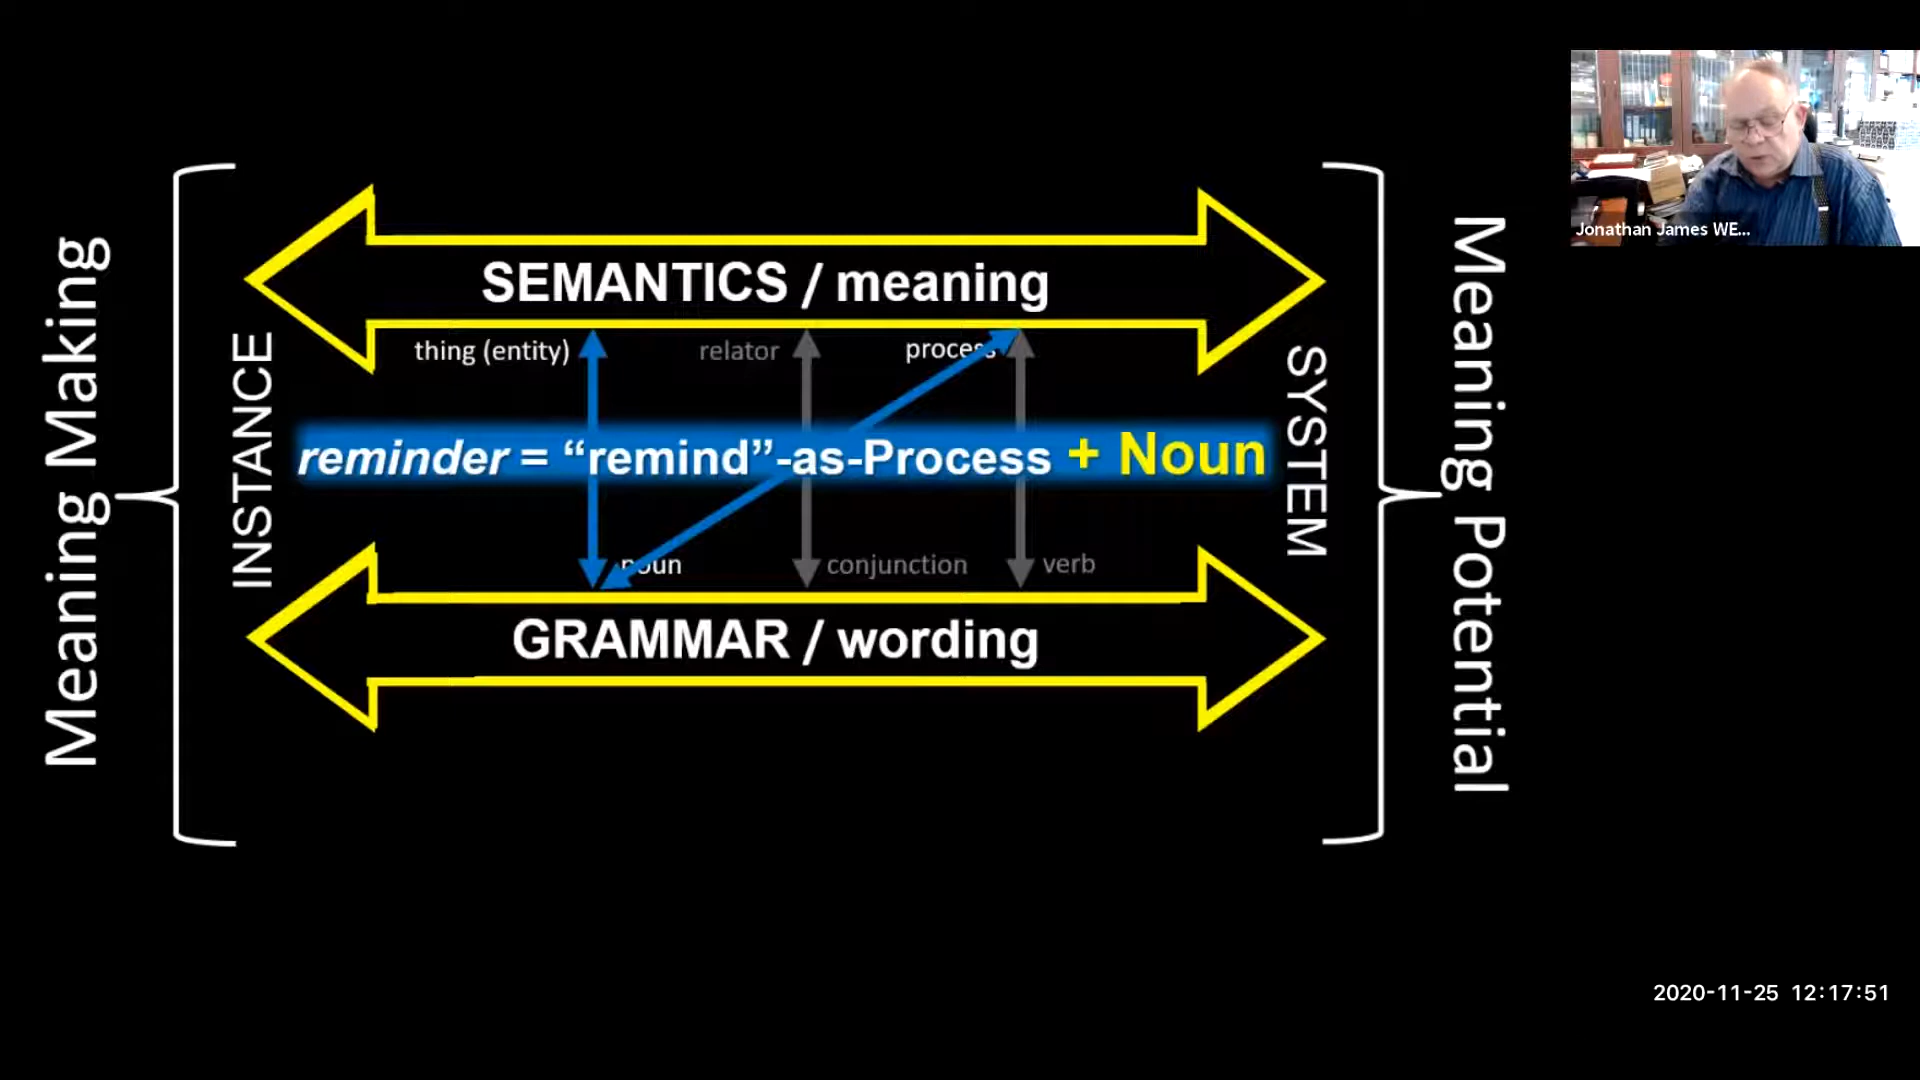 Meaning Making
INSTANCE
SEMANTICS / meaning
thing (entity)
relator
process
reminder = “remind”-as-Process + Noun
noun
conjunction
verb
GRAMMAR / wording
SYSTEM
Meaning Potential
Jonathan James WE...
2020-11-25 12:17:51